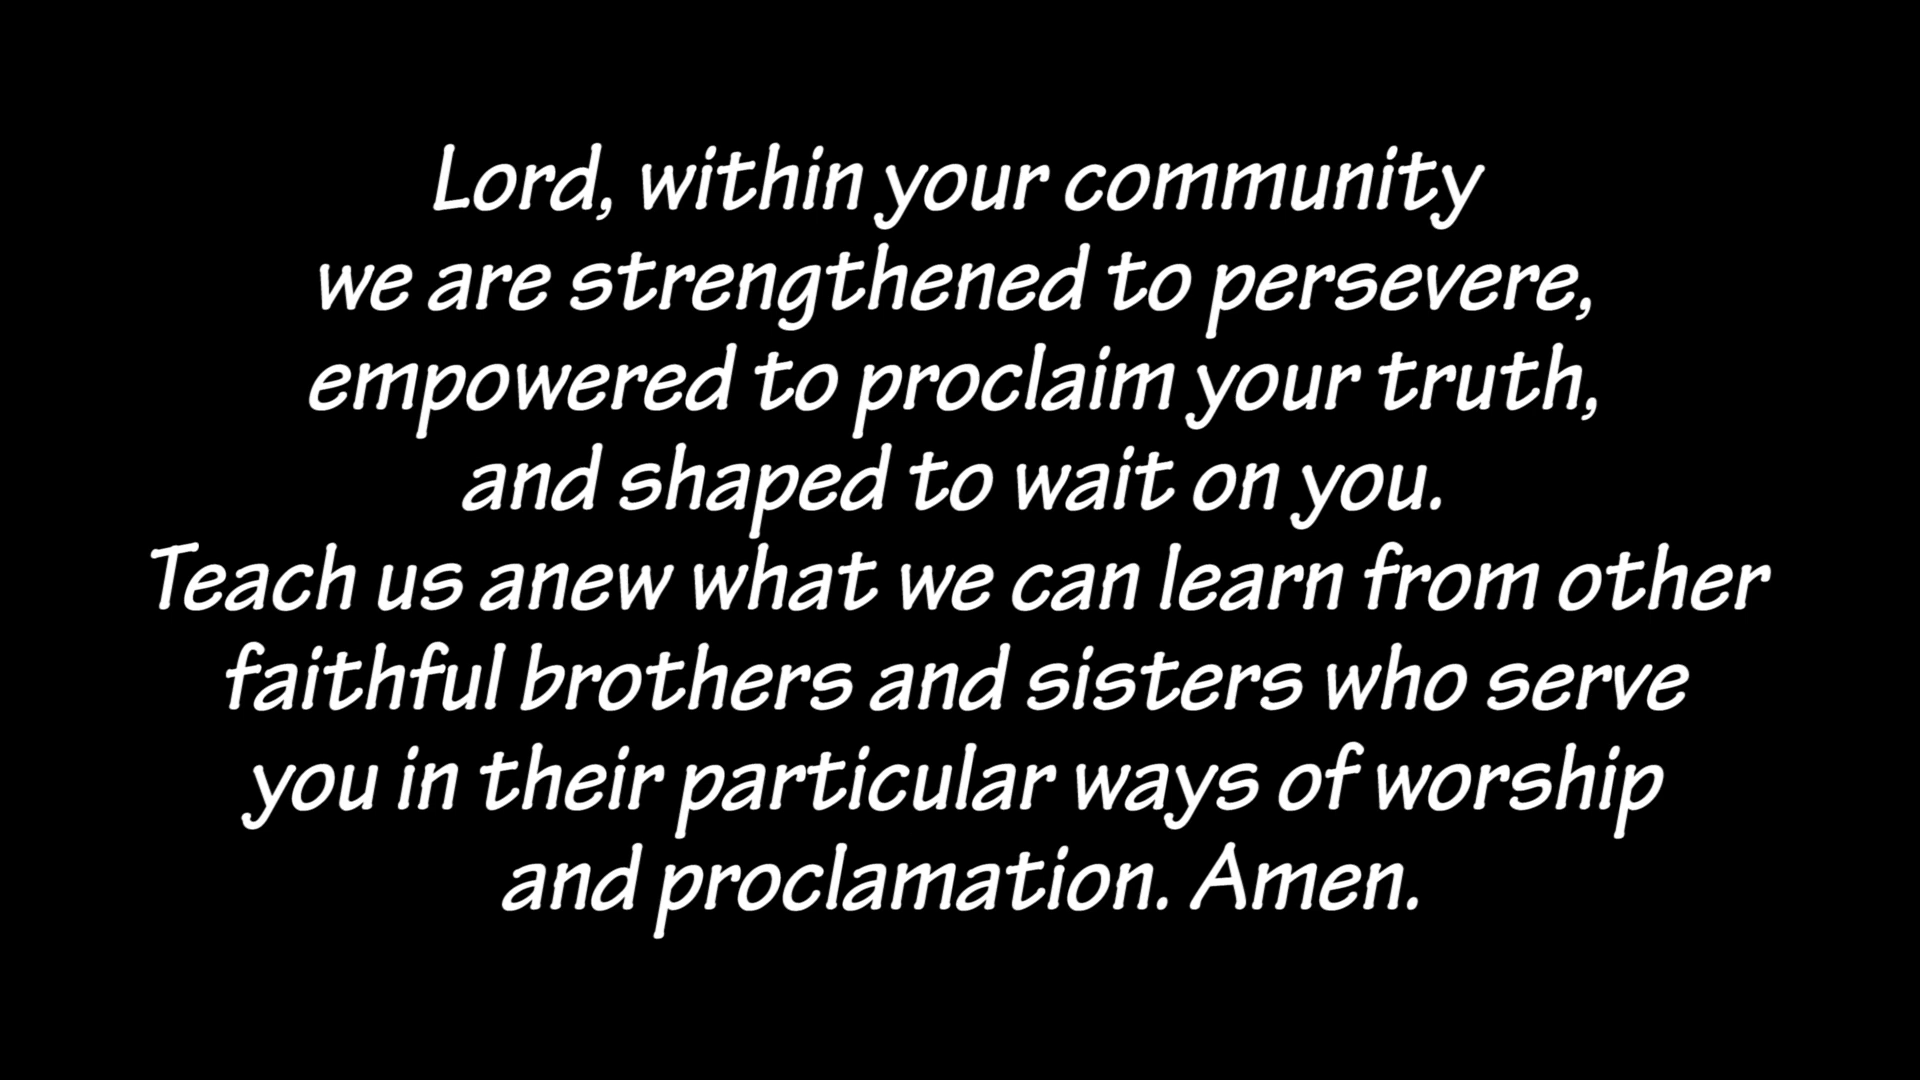 Lord, within your community
we are strengthened to persevere,
empowered to proclaim your truth,
and shaped to wait on you.
Teach us anew what we can learn from other
faithful brothers and sisters who serve
you in their particular ways of worship
and proclamation. Amen.